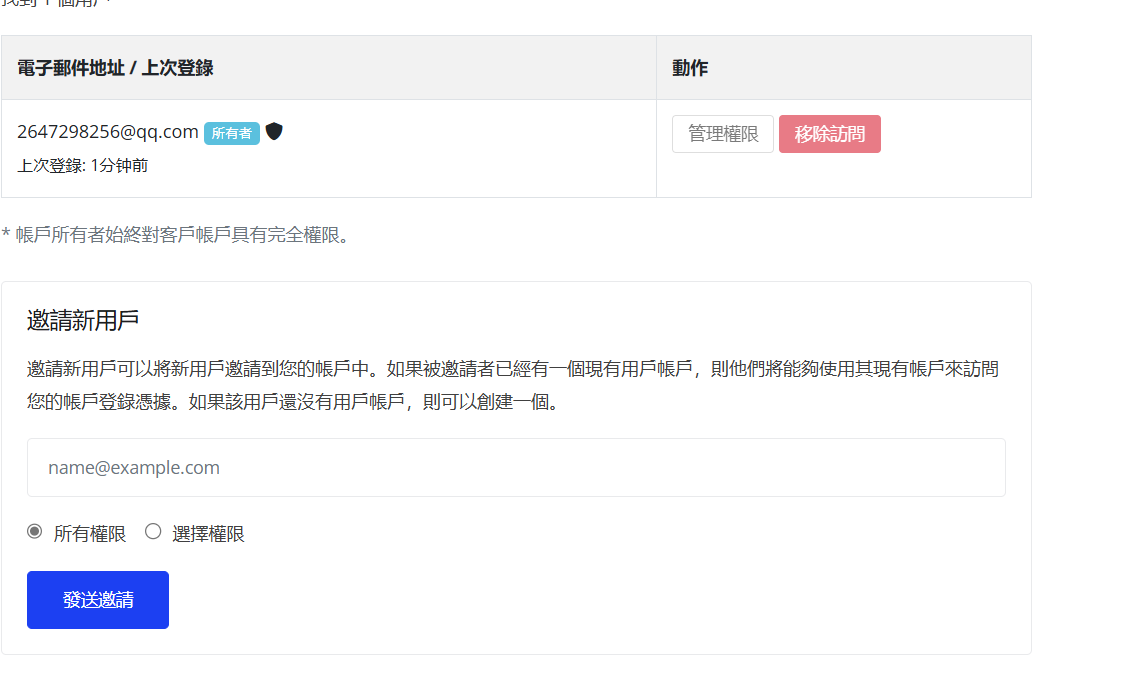 找到 1 個用戶
電子郵件地址 / 上次登錄
動作
2647298256@qq.com 所有者
管理權限
移除訪問
上次登錄: 1分钟前
* 帳戶所有者始終對客戶帳戶具有完全權限。
邀請新用戶
邀請新用戶可以將新用戶邀請到您的帳戶中。如果被邀請者已經有一個現有用戶帳戶，則他們將能夠使用其現有帳戶來訪問
您的帳戶登錄憑據。如果該用戶還沒有用戶帳戶，則可以創建一個。
name@example.com
所有權限
選擇權限
發送邀請